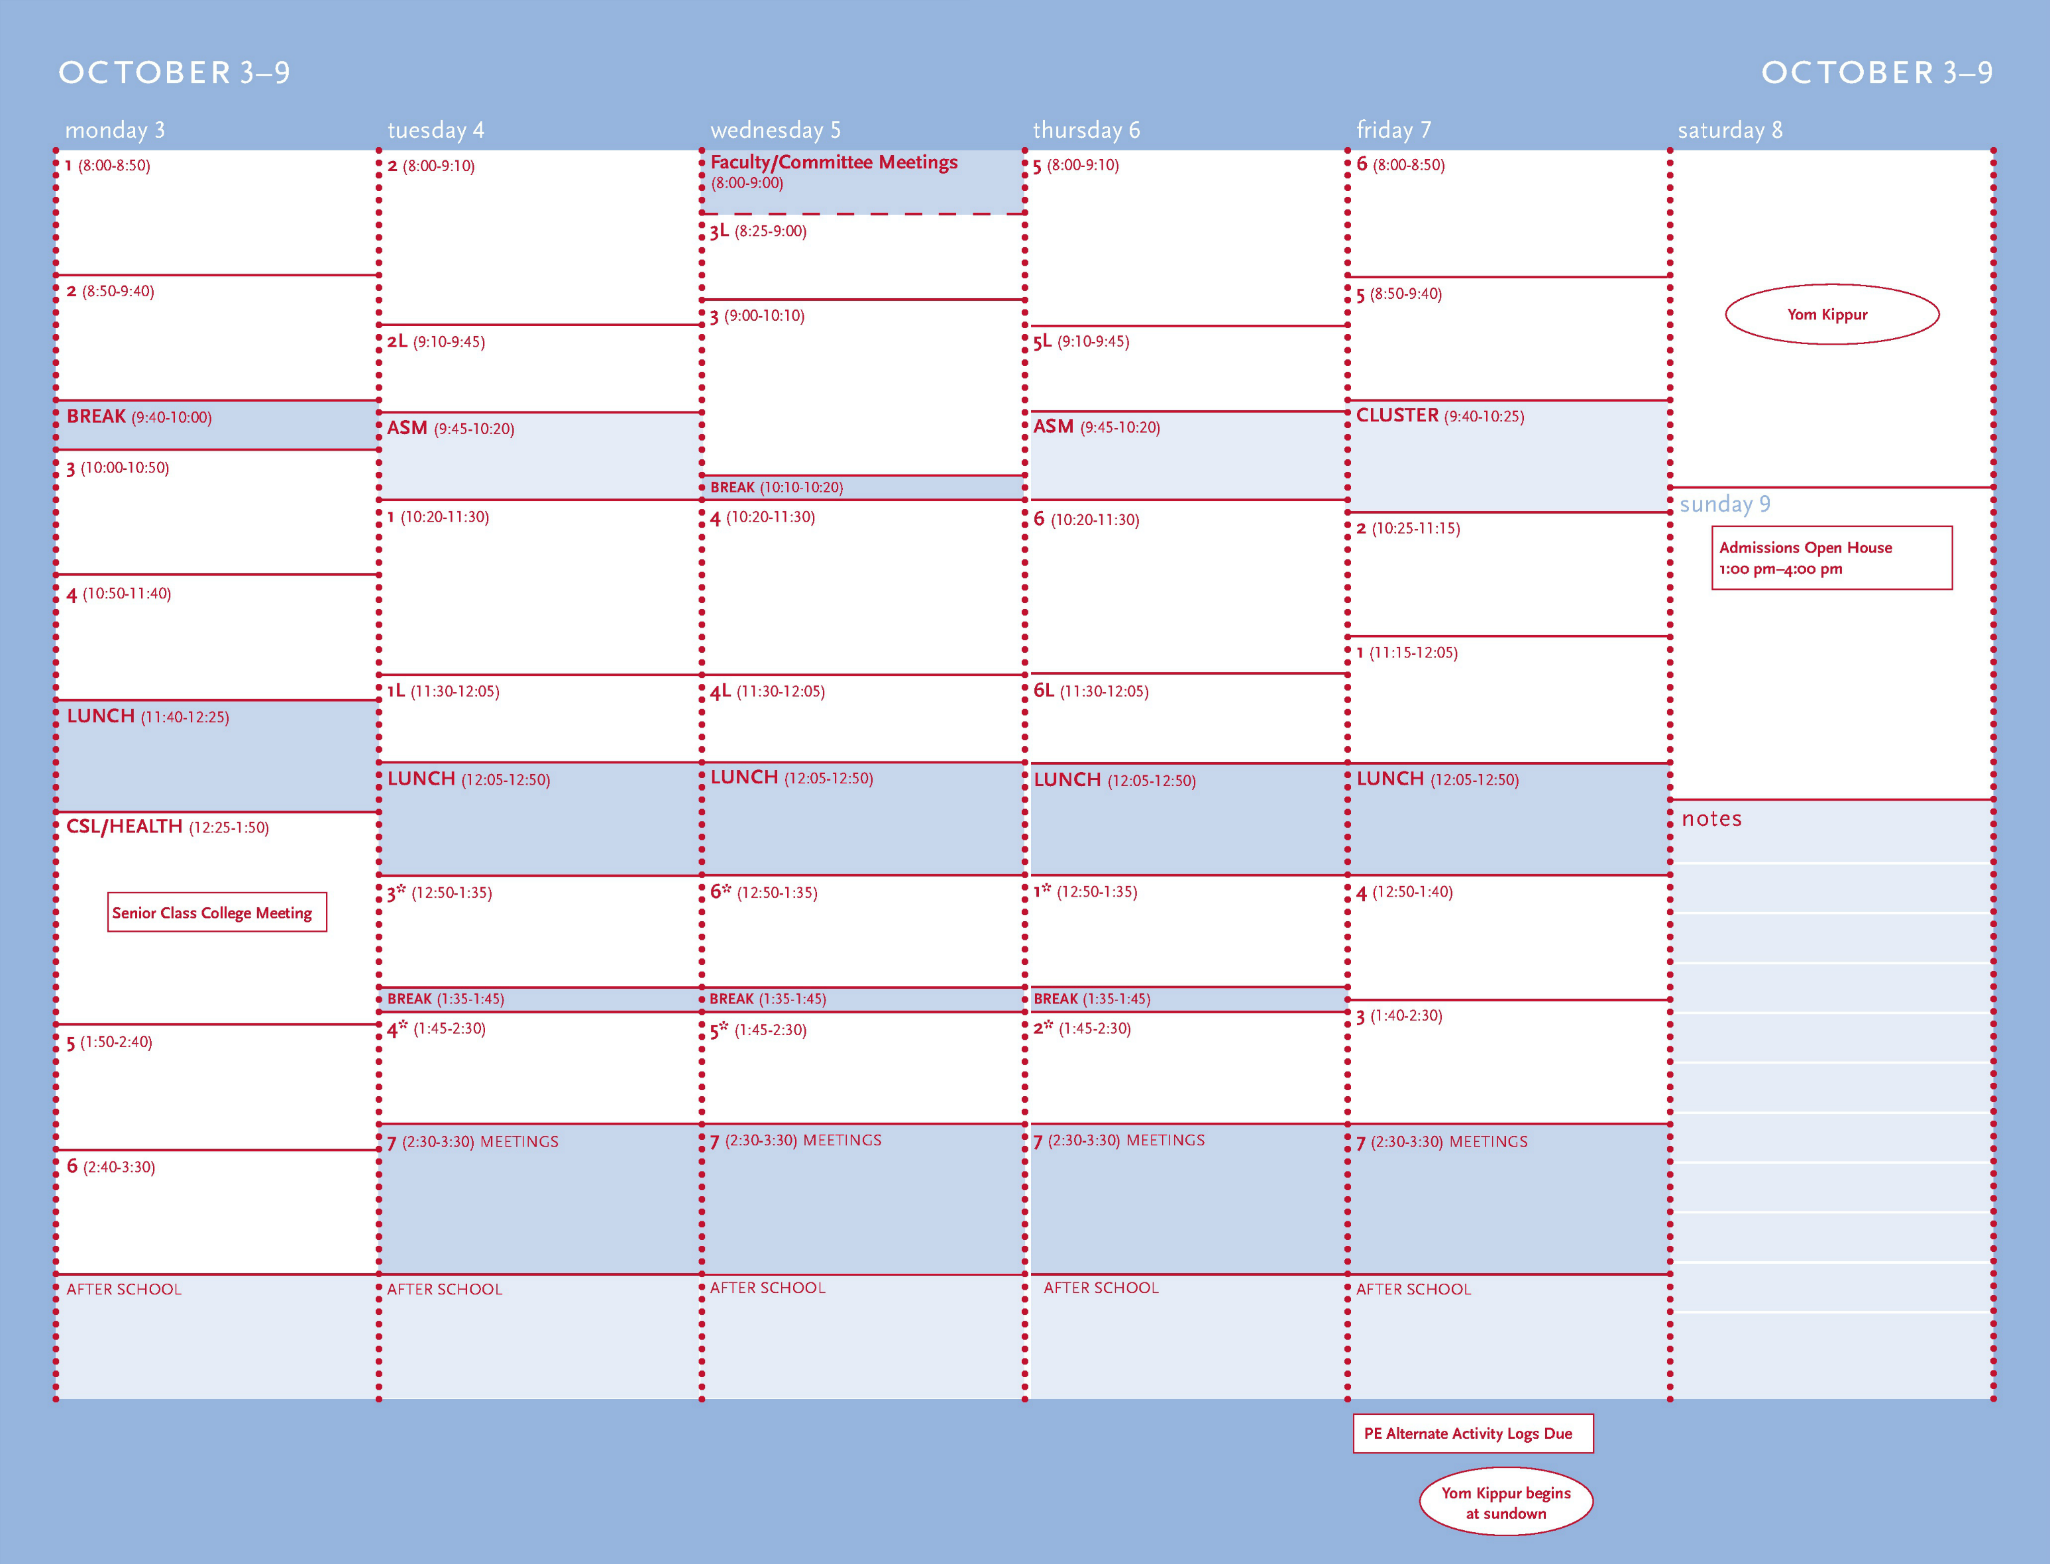 OCTOBER 3–9
OCTOBER 3–9
monday 3
1 (8:00-8:50)
2 (8:50-9:40)
BREAK (9:40-10:00)
3 (10:00-10:50)
4 (10:50-11:40)
LUNCH (11:40-12:25)
CSL/HEALTH (12:25-1:50)
Senior Class College Meeting
5 (1:50-2:40)
6 (2:40-3:30)
AFTER SCHOOL
tuesday 4
2 (8:00-9:10)
2L (9:10-9:45)
ASM (9:45-10:20)
1 (10:20-11:30)
1L (11:30-12:05)
LUNCH (12:05-12:50)
3* (12:50-1:35)
BREAK (1:35-1:45)
4* (1:45-2:30)
7 (2:30-3:30) MEETINGS
AFTER SCHOOL
wednesday 5
Faculty/Committee Meetings
(8:00-9:00)
3L (8:25-9:00)
3 (9:00-10:10)
BREAK (10:10-10:20)
4 (10:20-11:30)
4L (11:30-12:05)
LUNCH (12:05-12:50)
6* (12:50-1:35)
BREAK (1:35-1:45)
5* (1:45-2:30)
7 (2:30-3:30) MEETINGS
AFTER SCHOOL
thursday 6
5 (8:00-9:10)
5L (9:10-9:45)
ASM (9:45-10:20)
6 (10:20-11:30)
6L (11:30-12:05)
LUNCH (12:05-12:50)
1* (12:50-1:35)
BREAK (1:35-1:45)
2* (1:45-2:30)
7 (2:30-3:30) MEETINGS
AFTER SCHOOL
friday 7
6 (8:00-8:50)
5 (8:50-9:40)
CLUSTER (9:40-10:25)
2 (10:25-11:15)
1 (11:15-12:05)
LUNCH (12:05-12:50)
4 (12:50-1:40)
3 (1:40-2:30)
7 (2:30-3:30) MEETINGS
AFTER SCHOOL
PE Alternate Activity Logs Due
Yom Kippur begins
at sundown
saturday 8
Yom Kippur
sunday 9
Admissions Open House
1:00 pm–4:00 pm
notes